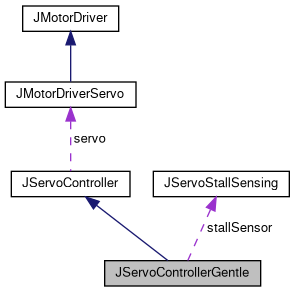 JMotorDriver
JMotorDriverServo
servo
JServoController
JServoStallSensing
stallSensor
JServoControllerGentle